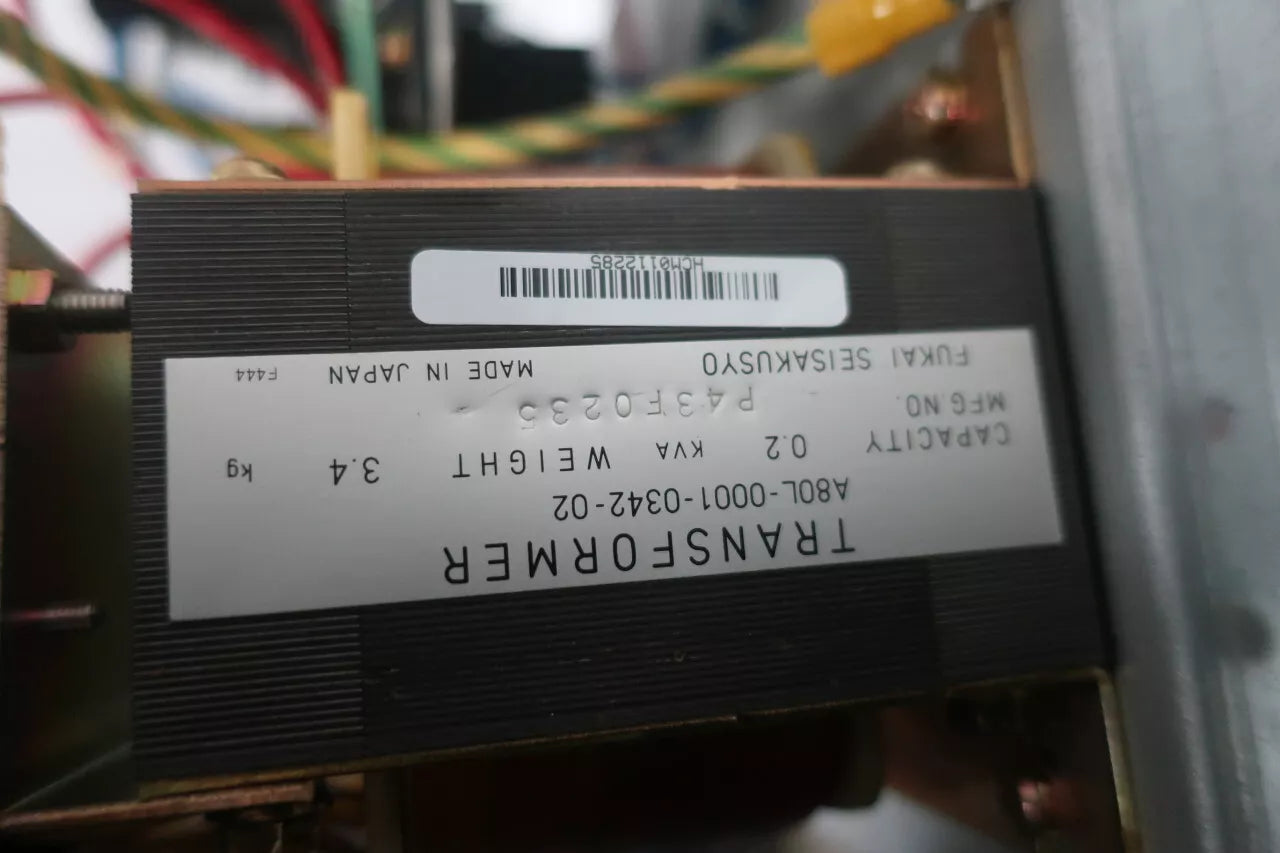 TRANSFORMER
A80L-0001-0342-02
CAPACITY 0.2 KVA WEIGHT 3.4 kg
MFG.NO. P43F0235
FUKAI SEISAKUSYO MADE IN JAPAN F444
HCM0112285